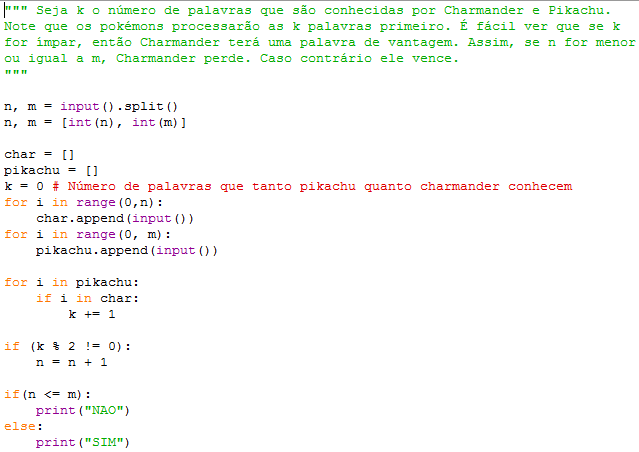 """ Seja k o número de palavras que são conhecidas por Charmander e Pikachu.
Note que os pokémons processarão as k palavras primeiro. É fácil ver que se k
for ímpar, então Charmander terá uma palavra de vantagem. Assim, se n for menor
ou igual a m, Charmander perde. Caso contrário ele vence.
"""
n, m = input().split()
n, m = [int(n), int(m)]
char = []
pikachu = []
k = 0 # Número de palavras que tanto pikachu quanto charmander conhecem
for i in range(0,n):
    char.append(input())
for i in range(0, m):
    pikachu.append(input())
for i in pikachu:
    if i in char:
        k += 1
if (k % 2 != 0):
    n = n + 1
if(n <= m):
    print("NAO")
else:
    print("SIM")